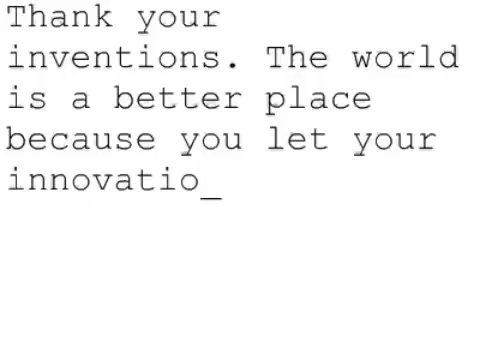 Thank your
inventions. The world
is a better place
because you let your
innovatio_